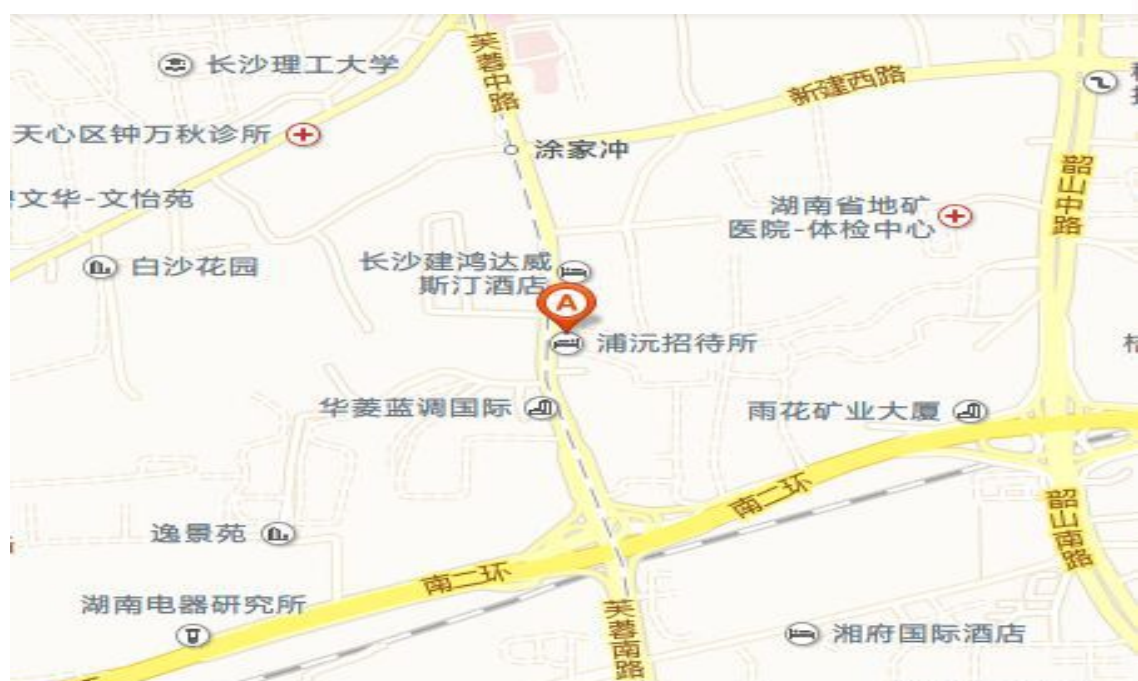 芙蓉中路
长沙理工大学
新建西路
天心区钟万秋诊所
涂家冲
韶山中路
文华-文怡苑
湖南省地矿
医院-体检中心
白沙花园
长沙建鸿达威
斯汀酒店
A
浦沅招待所
华菱蓝调国际
雨花矿业大厦
南二环
韶山南路
逸景苑
南二环
湖南电器研究所
芙蓉南路
湘府国际酒店
环